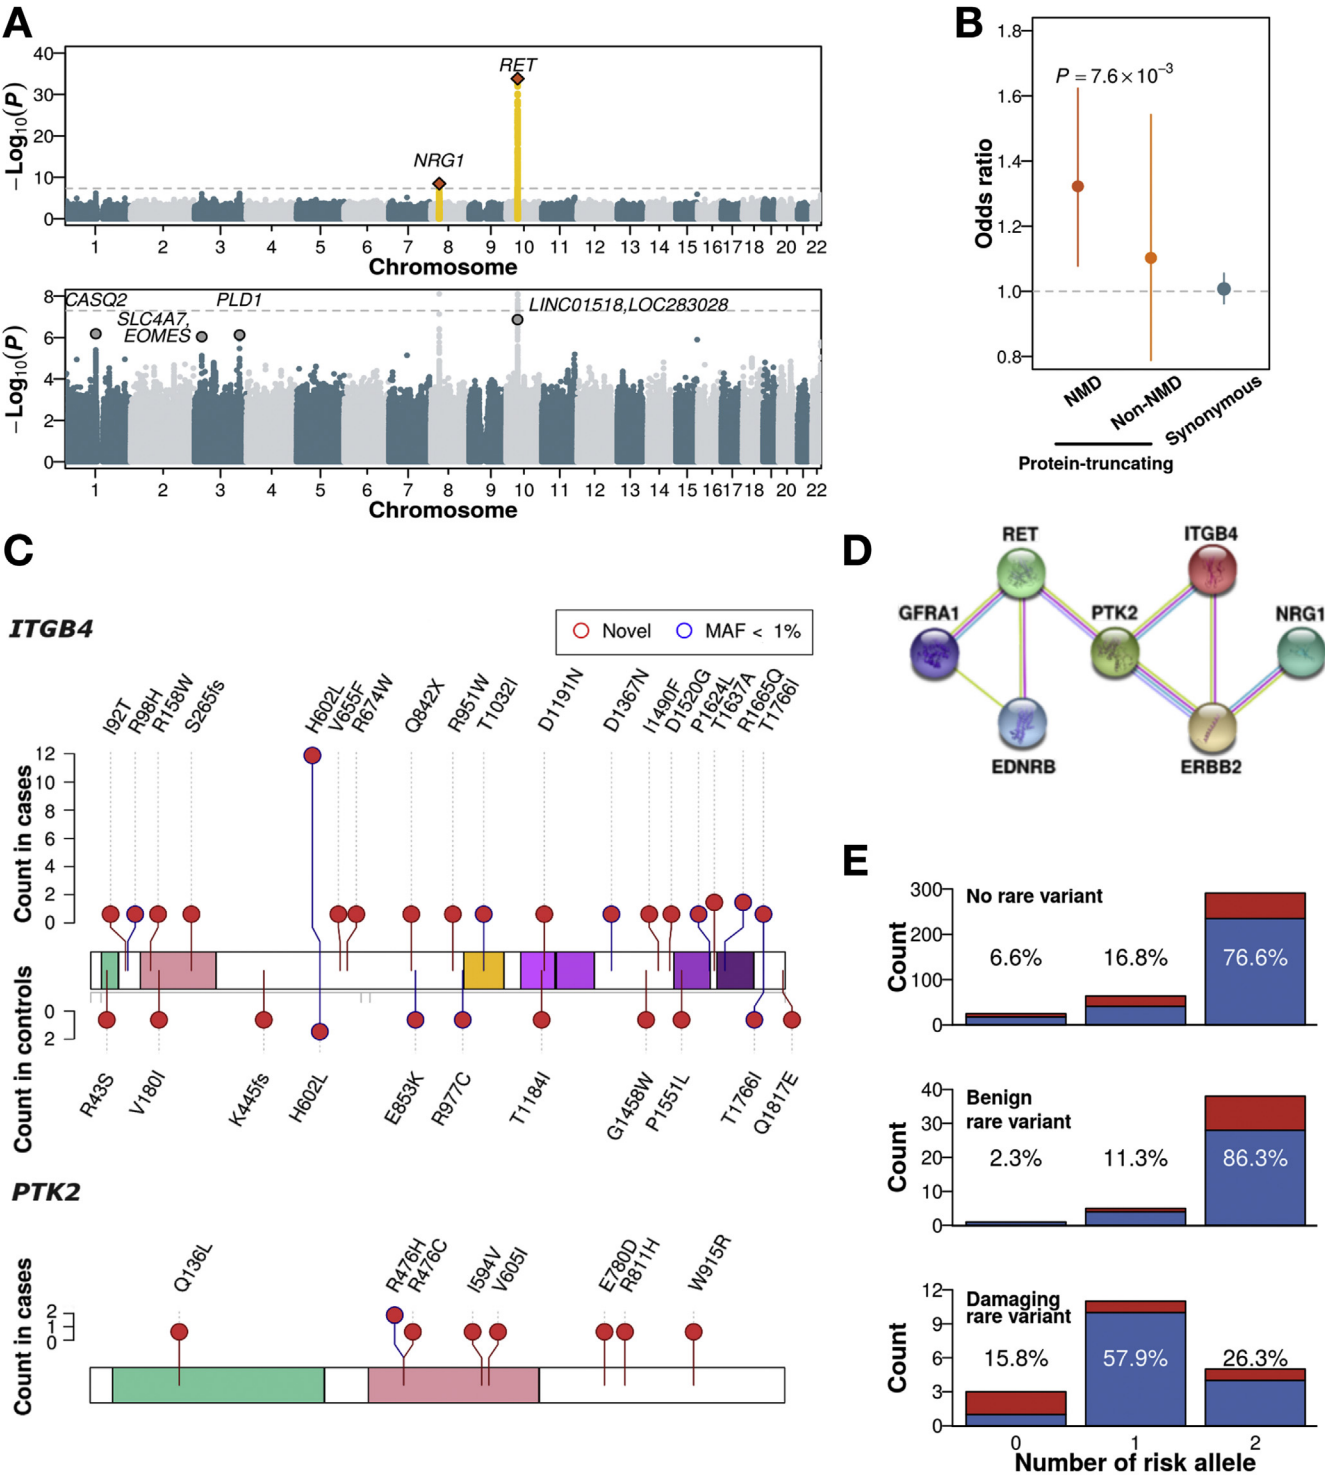 A
40
30
20
10
0
−Log10(P)
RET
NRG1
1 2 3 4 5 6 7 8 9 10 11 12 13 14 15 16 17 18 19 20 21 22
Chromosome
8
6
4
2
0
−Log10(P)
CASQ2
SLC4A7,
EOMES
PLD1
LINC01518,LOC283028
1 2 3 4 5 6 7 8 9 10 11 12 13 14 15 16 17 18 19 20 21 22
Chromosome
B
1.8
1.6
1.4
1.2
1.0
0.8
Odds ratio
P = 7.6×10−3
NMD
Non-NMD
Synonymous
Protein-truncating
C
ITGB4
Novel MAF < 1%
I92T R98H R158W S265fs H602L V655F R674W Q842X R951W T1032I D1191N D1367N I1490F D1520G P1624L T1637A R1665Q T1766I
12
10
8
6
4
2
0
Count in cases
0
2
Count in controls
R43S V180I K445fs H602L E853K R977C T1184I G1458W P1551L T1766I Q1817E
PTK2
Q136L R476H R476C I594V V605I E780D R811H W915R
2
1
0
Count in cases
D
RET ITGB4
GFRA1 PTK2 NRG1
EDNRB ERBB2
E
300
200
100
0
Count
No rare variant
6.6% 16.8% 76.6%
40
30
20
10
0
Count
Benign
rare variant
2.3% 11.3% 86.3%
12
9
6
3
0
Count
Damaging
rare variant
15.8% 57.9% 26.3%
0 1 2
Number of risk allele